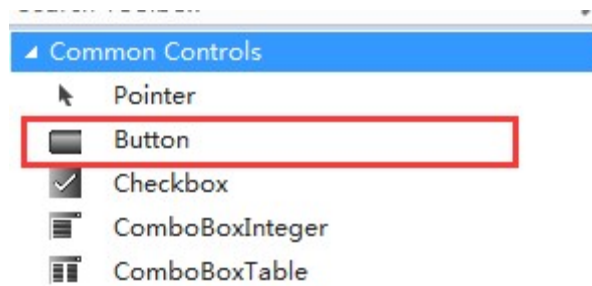 Common Controls
Pointer
Button
Checkbox
ComboBoxInteger
ComboBoxTable